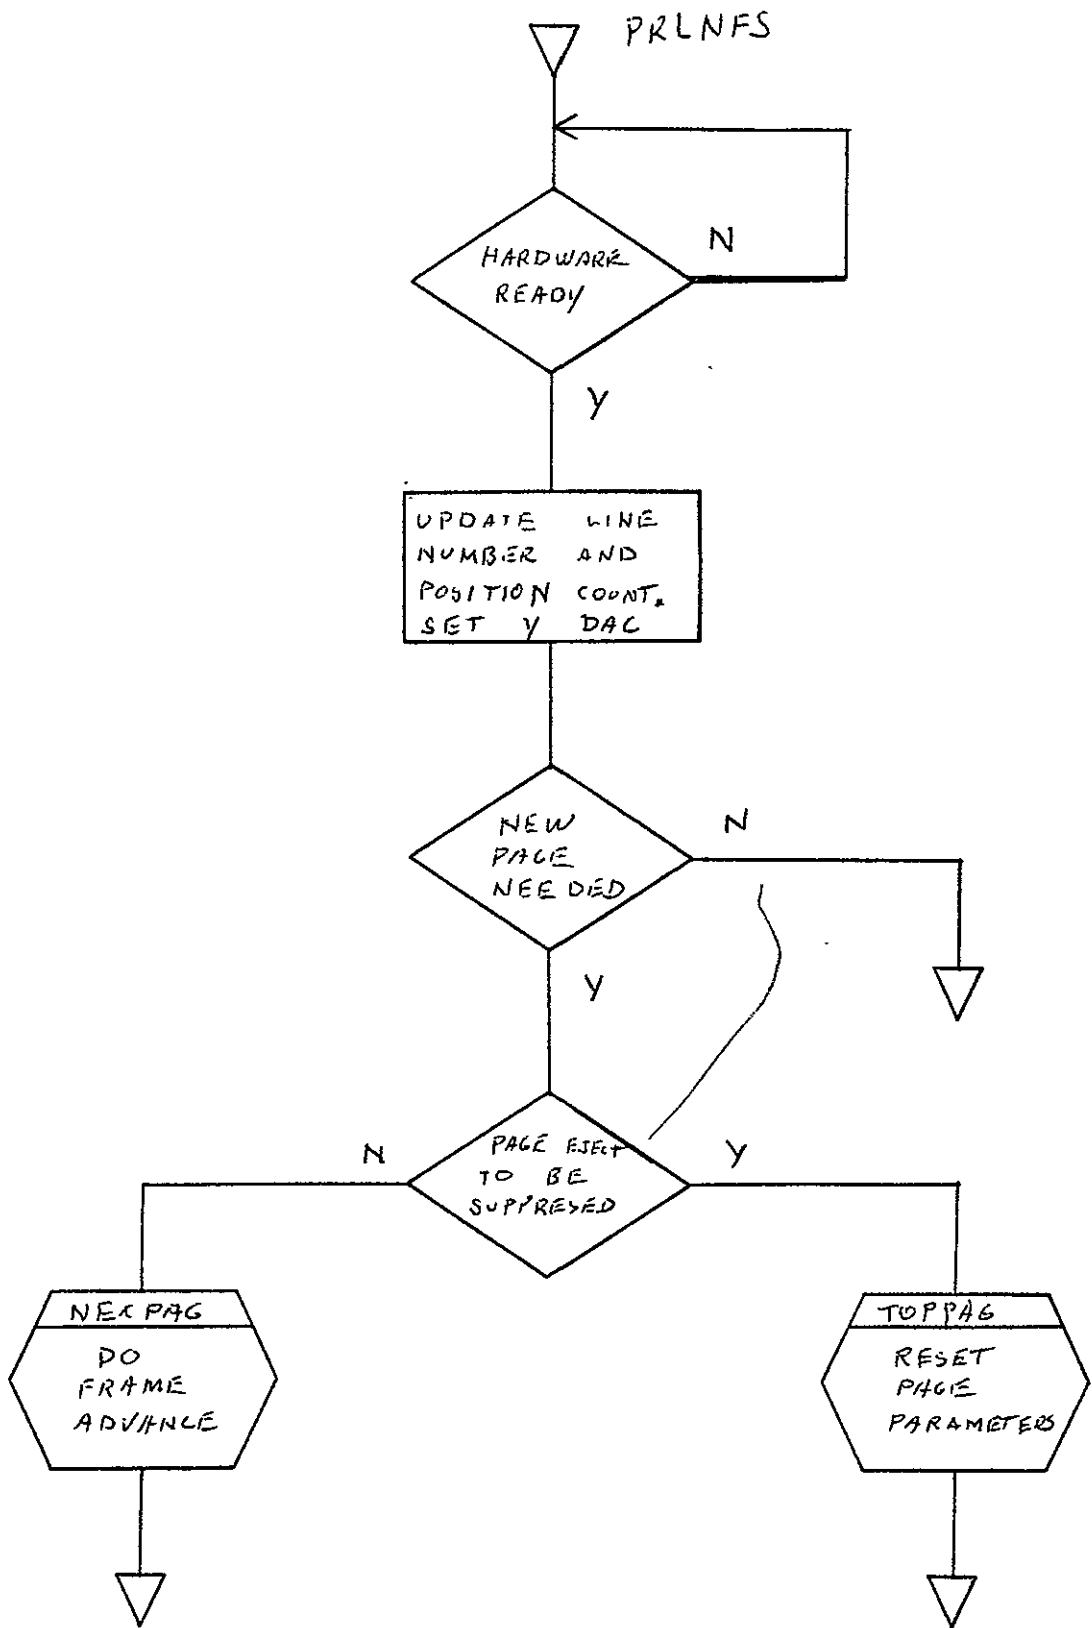 PRLNFS
HARDWARE
READY
N
Y
UPDATE LINE
NUMBER AND
POSITION COUNT.
SET Y DAC
NEW
PAGE
NEEDED
N
Y
PAGE EJECT
TO BE
SUPPRESED
N
Y
NEXPAG
DO
FRAME
ADVANCE
TOPPAG
RESET
PAGE
PARAMETERS